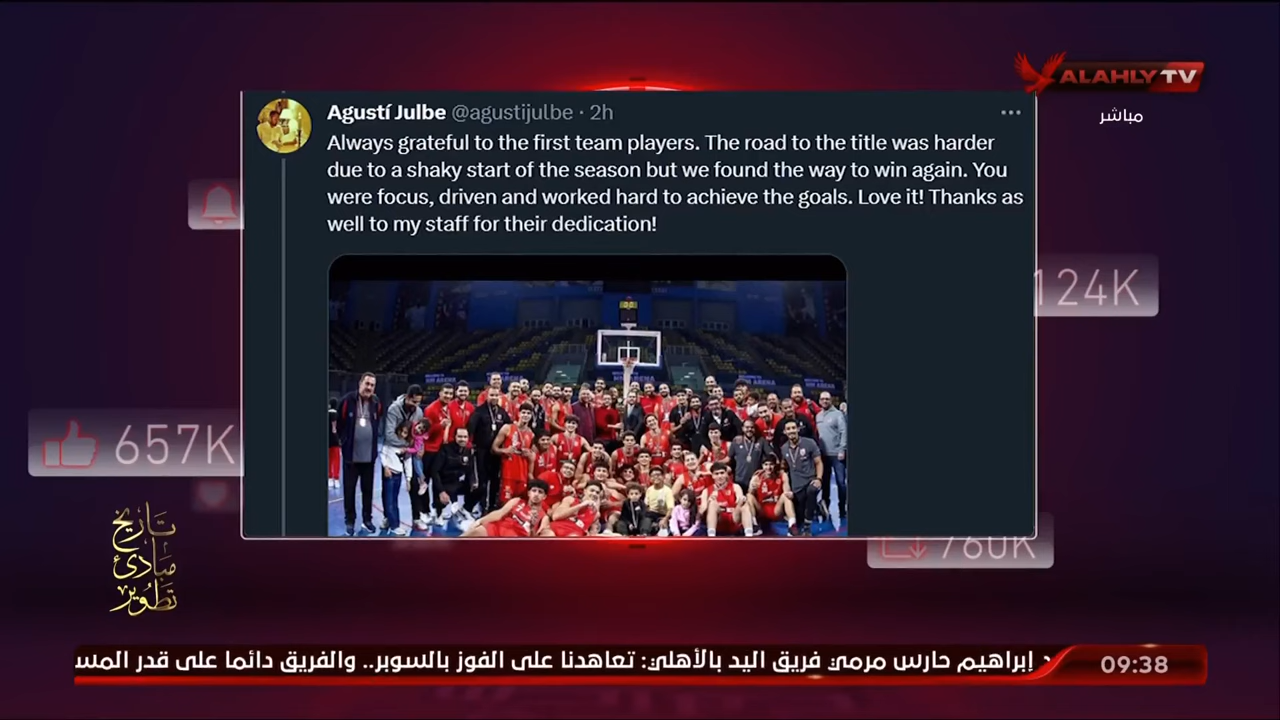 ALAHLY TV
مباشر
Agustí Julbe @agustijulbe · 2h
Always grateful to the first team players. The road to the title was harder
due to a shaky start of the season but we found the way to win again. You
were focus, driven and worked hard to achieve the goals. Love it! Thanks as
well to my staff for their dedication!
124K
657K
760K
تاريخ
مبادئ
تطوير
د إبراهيم حارس مرمي فريق اليد بالأهلي: تعاهدنا على الفوز بالسوبر.. والفريق دائما على قدر المس
09:38